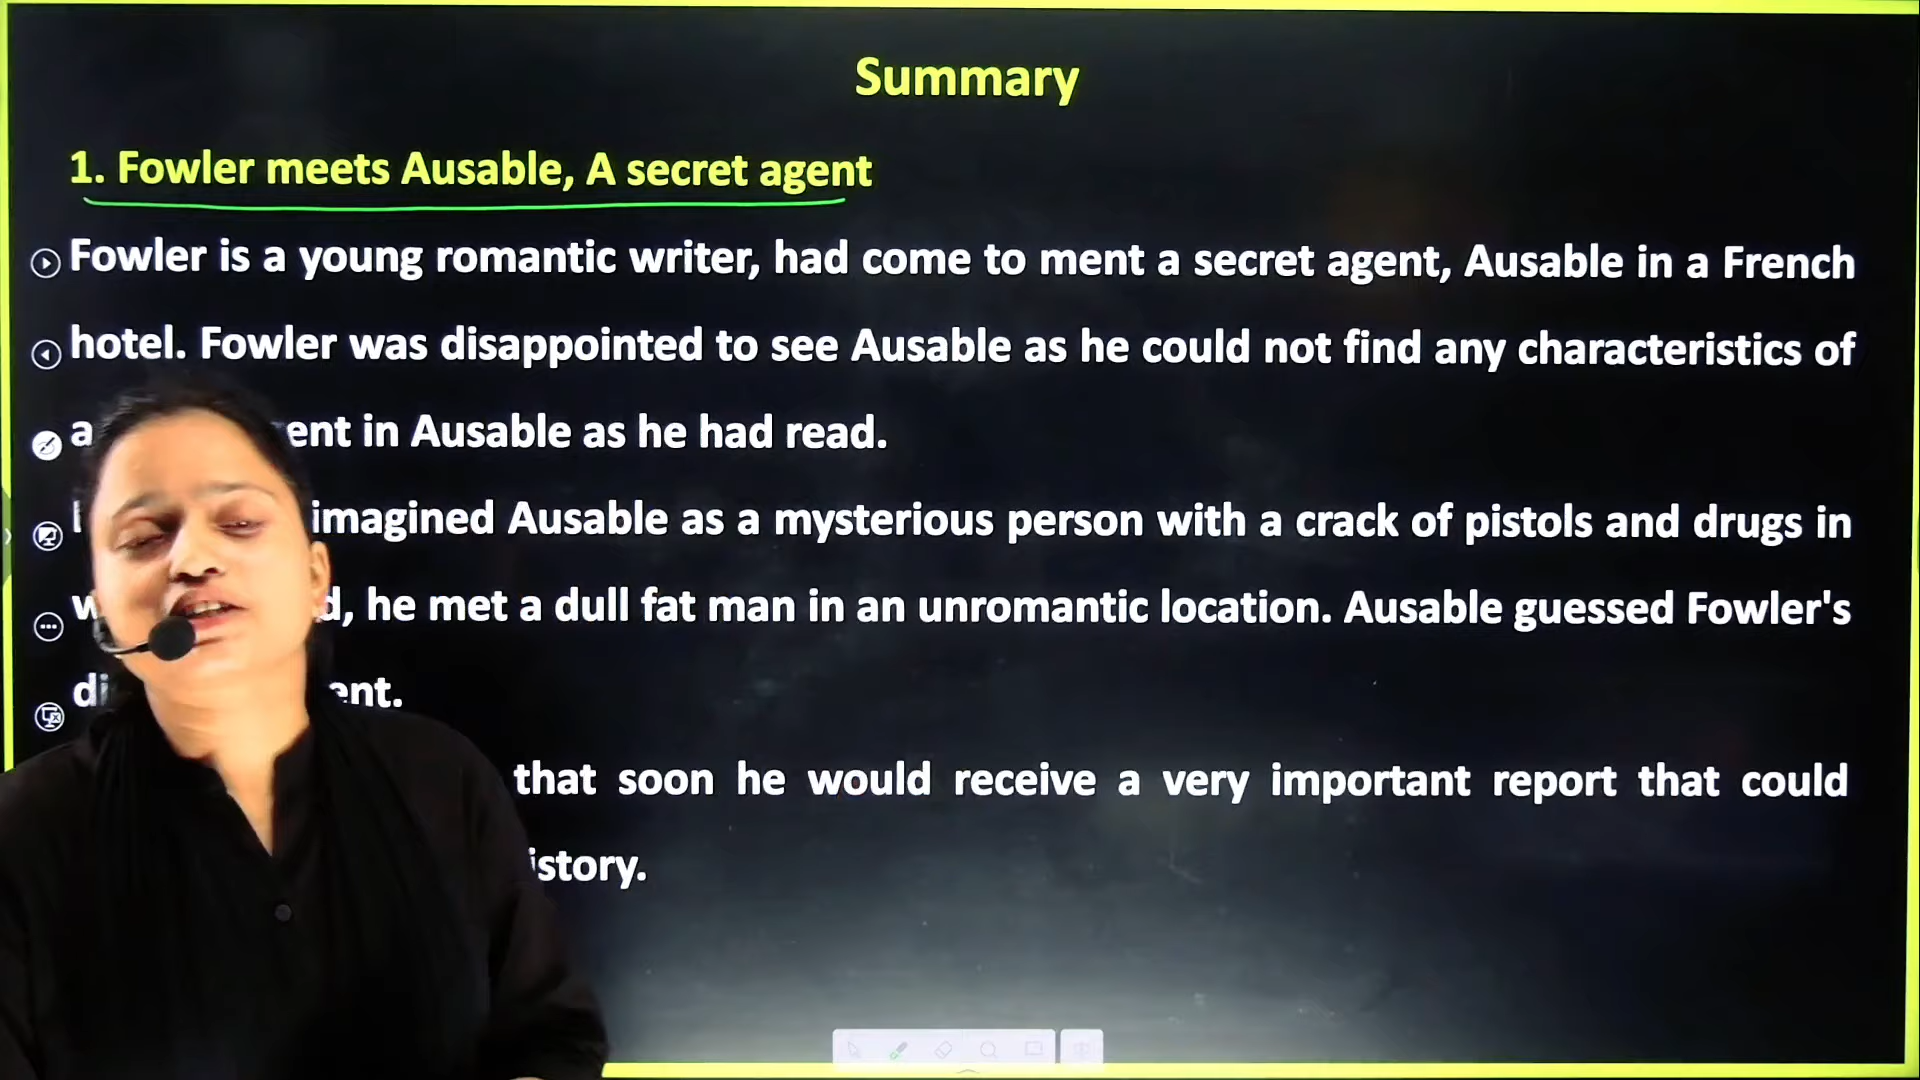 Summary
1. Fowler meets Ausable, A secret agent
Fowler is a young romantic writer, had come to ment a secret agent, Ausable in a French
hotel. Fowler was disappointed to see Ausable as he could not find any characteristics of
in Ausable as he had read.
imagined Ausable as a mysterious person with a crack of pistols and drugs in
he met a dull fat man in an unromantic location. Ausable guessed Fowler's
that soon he would receive a very important report that could